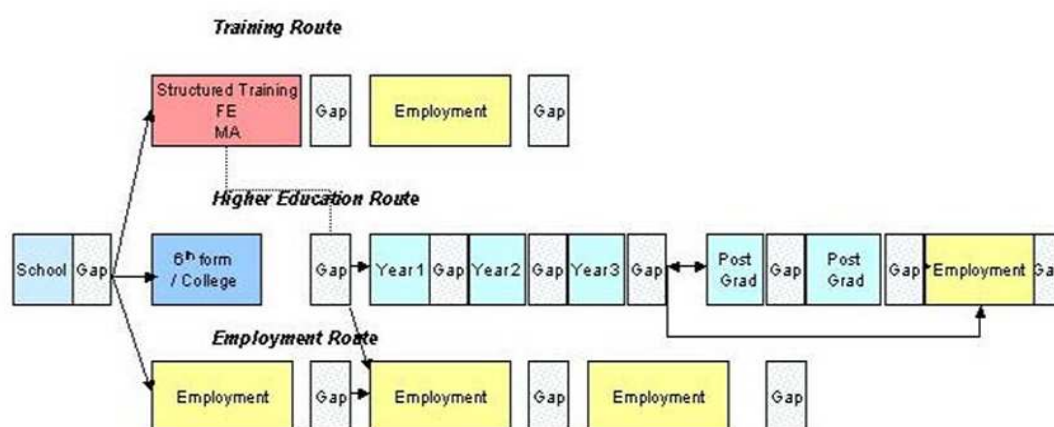 Training Route
Structured Training
FE
MA
Gap
Employment
Gap
Higher Education Route
School
Gap
6th form
/ College
Gap
Year1
Gap
Year2
Gap
Year3
Gap
Post
Grad
Gap
Post
Grad
Gap
Employment
Ga
Employment Route
Employment
Gap
Employment
Gap
Employment
Gap